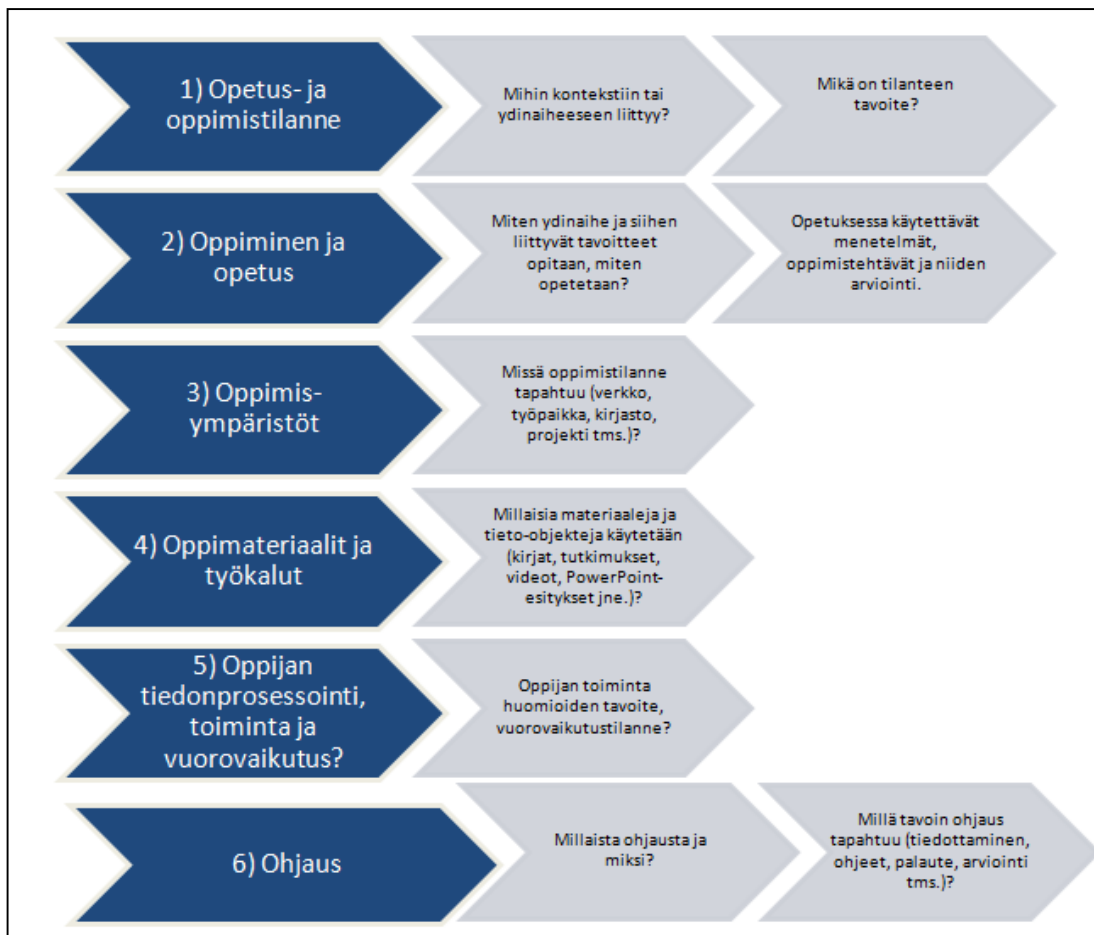 1) Opetus- ja
oppimistilanne
Mihin kontekstiin tai
ydinaiheeseen liittyy?
Mikä on tilanteen
tavoite?
2) Oppiminen ja
opetus
Miten ydinaihe ja siihen
liittyvät tavoitteet
opitaan, miten
opetetaan?
Opetuksessa käytettävät
menetelmät,
oppimistehtävät ja niiden
arviointi.
3) Oppimis-
ympäristöt
Missä oppimistilanne
tapahtuu (verkko,
työpaikka, kirjasto,
projekti tms.)?
4) Oppimateriaalit ja
työkalut
Millaisia materiaaleja ja
tieto-objekteja käytetään
(kirjat, tutkimukset,
videot, PowerPoint-
esitykset jne.)?
5) Oppijan
tiedonprosessointi,
toiminta ja
vuorovaikutus?
Oppijan toiminta
huomioiden tavoite,
vuorovaikutustilanne?
6) Ohjaus
Millaista ohjausta ja
miksi?
Millä tavoin ohjaus
tapahtuu (tiedottaminen,
ohjeet, palaute, arviointi
tms.)?